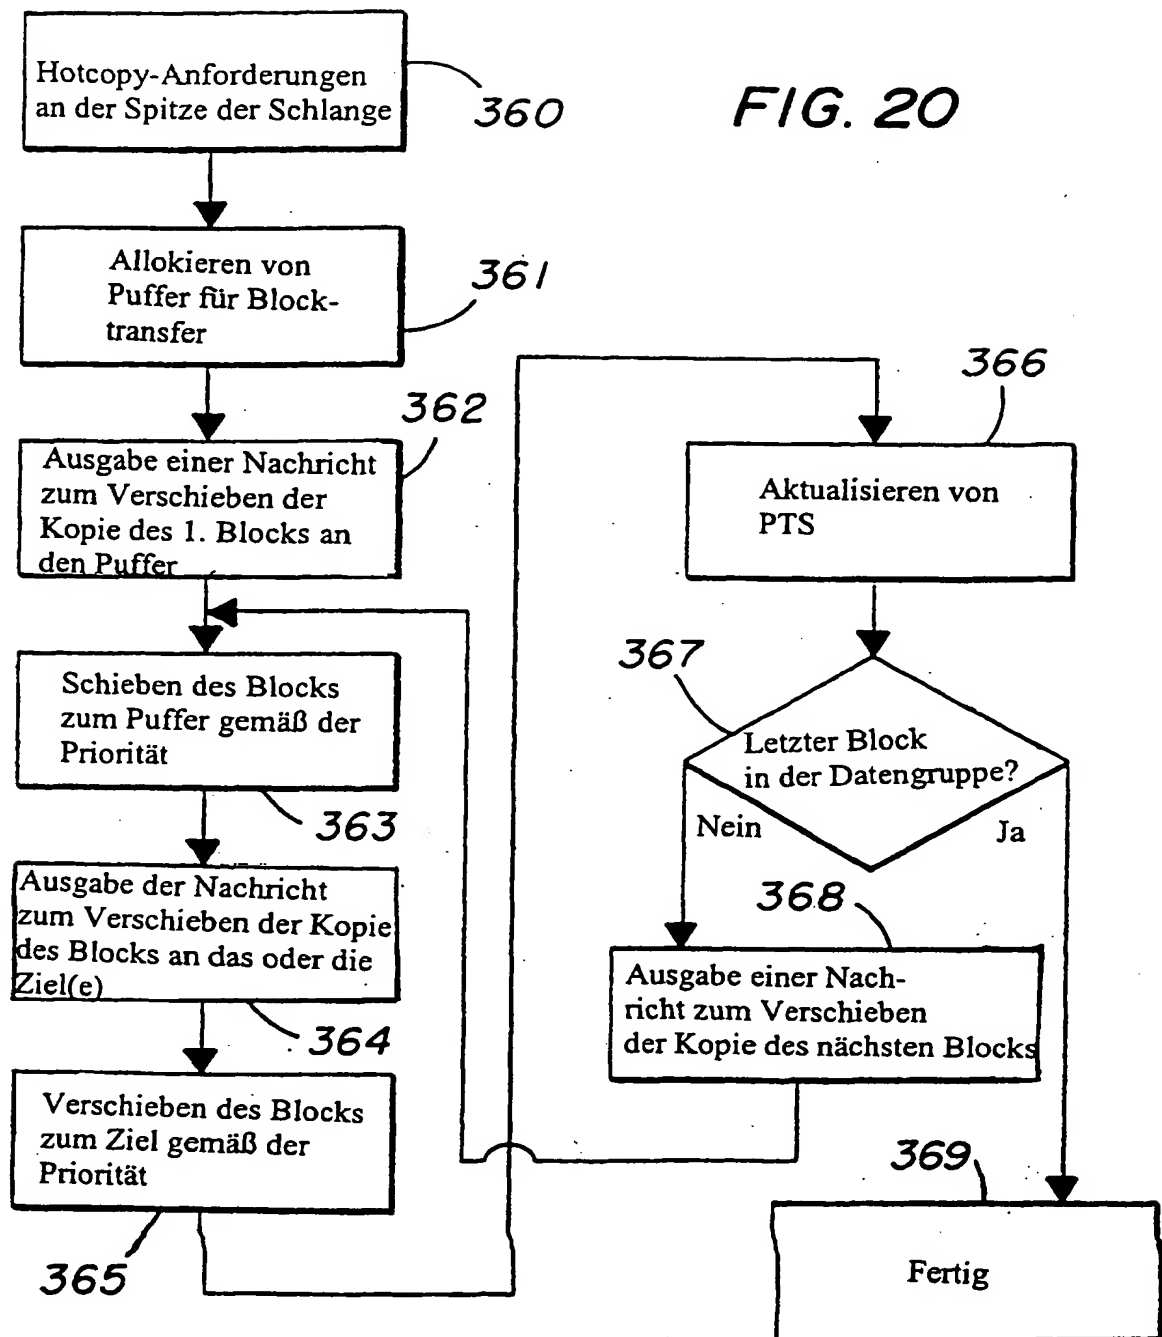 Hotcopy-Anforderungen
an der Spitze der Schlange
360
FIG. 20
Allokieren von
Puffer für Block-
transfer
361
Ausgabe einer Nachricht
zum Verschieben der
Kopie des 1. Blocks an
den Puffer
362
Schieben des Blocks
zum Puffer gemäß der
Priorität
363
Ausgabe der Nachricht
zum Verschieben der Kopie
des Blocks an das oder die
Ziel(e)
364
Verschieben des Blocks
zum Ziel gemäß der
Priorität
365
366
Aktualisieren von
PTS
367
Letzter Block
in der Datengruppe?
Nein
Ja
368
Ausgabe einer Nach-
richt zum Verschieben
der Kopie des nächsten Blocks
369
Fertig